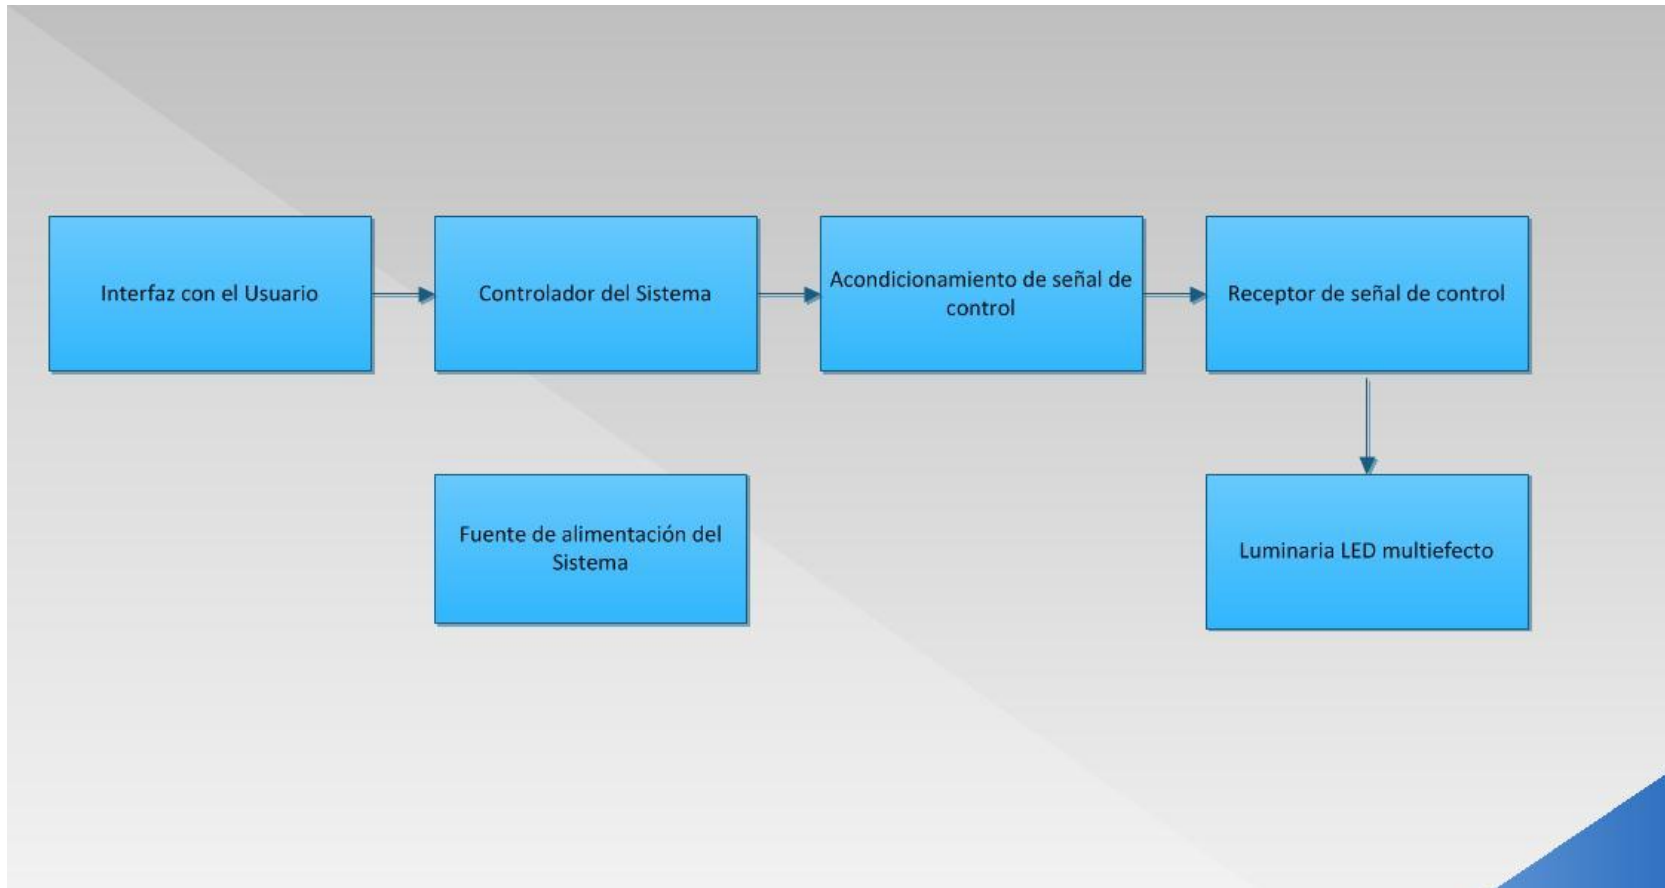 Interfaz con el Usuario
Controlador del Sistema
Acondicionamiento de señal de
control
Receptor de señal de control
Fuente de alimentación del
Sistema
Luminaria LED multiefecto